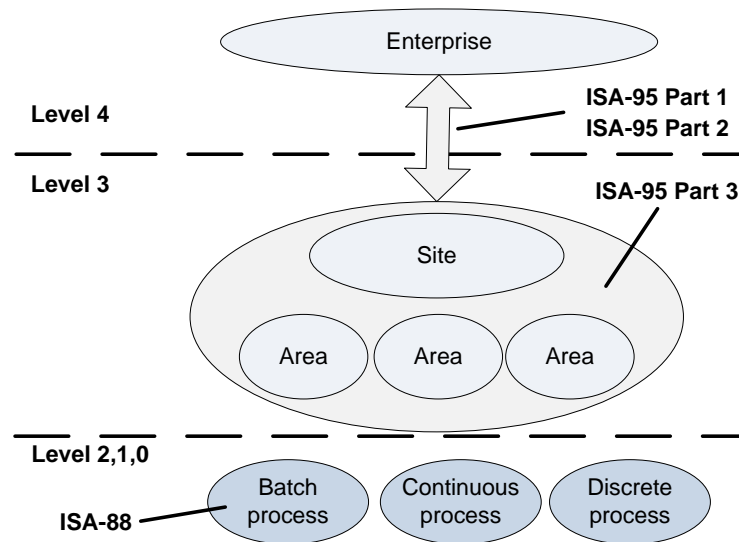 Enterprise
Level 4
ISA-95 Part 1
ISA-95 Part 2
Level 3
ISA-95 Part 3
Site
Area
Area
Area
Level 2,1,0
Batch
process
Continuous
process
Discrete
process
ISA-88